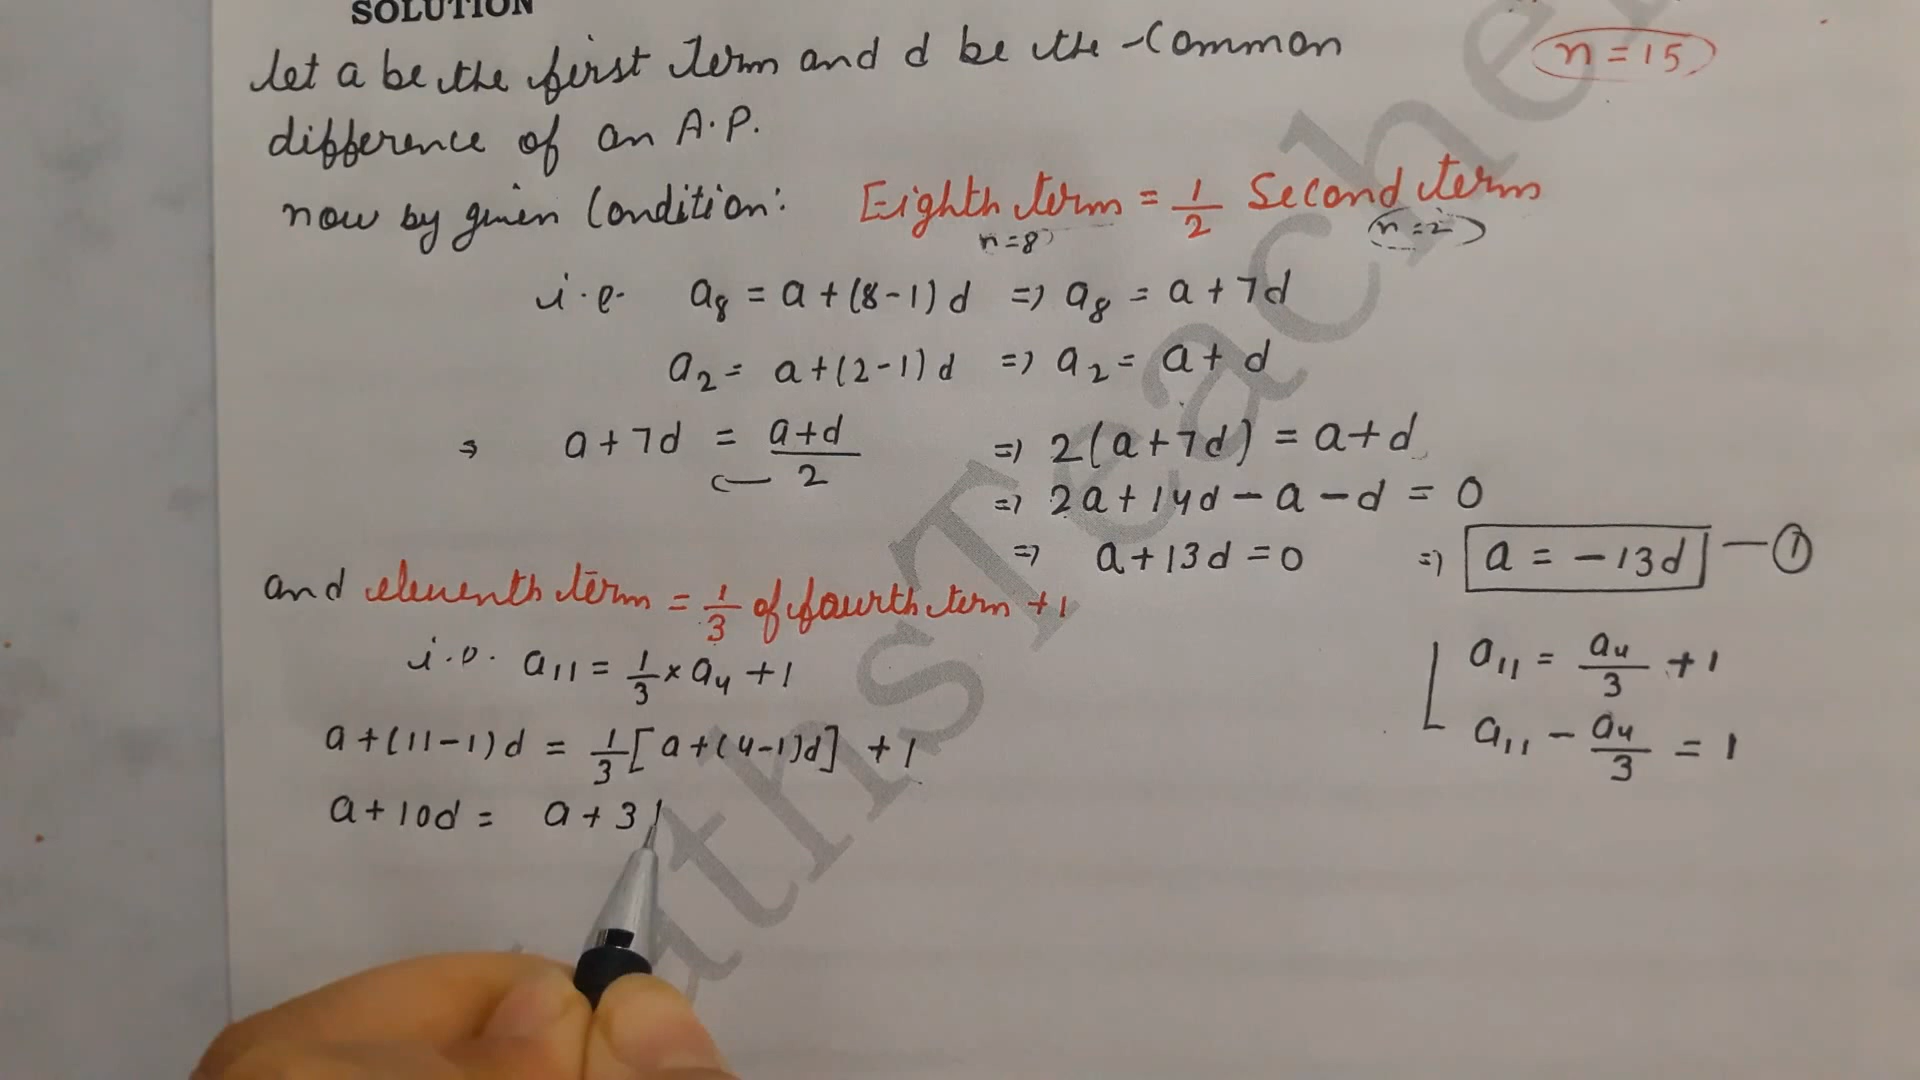 SOLUTION
let a be the first term and d be the common
n = 15
difference of an A.P.
now by given Condition: Eighth term = 1/2 Second term
n = 8
n = 2
i.e. a₈ = a + (8-1) d => a₈ = a + 7d
a₂ = a + (2-1) d => a₂ = a + d
=> a + 7d = (a+d)/2 => 2(a+7d) = a+d
=> 2a + 14d - a - d = 0
=> a + 13d = 0 => a = -13d — ①
and eleventh term = 1/3 of fourth term + 1
i.e. a₁₁ = 1/3 × a₄ + 1
a₁₁ = a₄/3 + 1
a + (11-1) d = 1/3 [a + (4-1)d] + 1
a₁₁ - a₄/3 = 1
a + 10d = a + 3
Maths Teacher